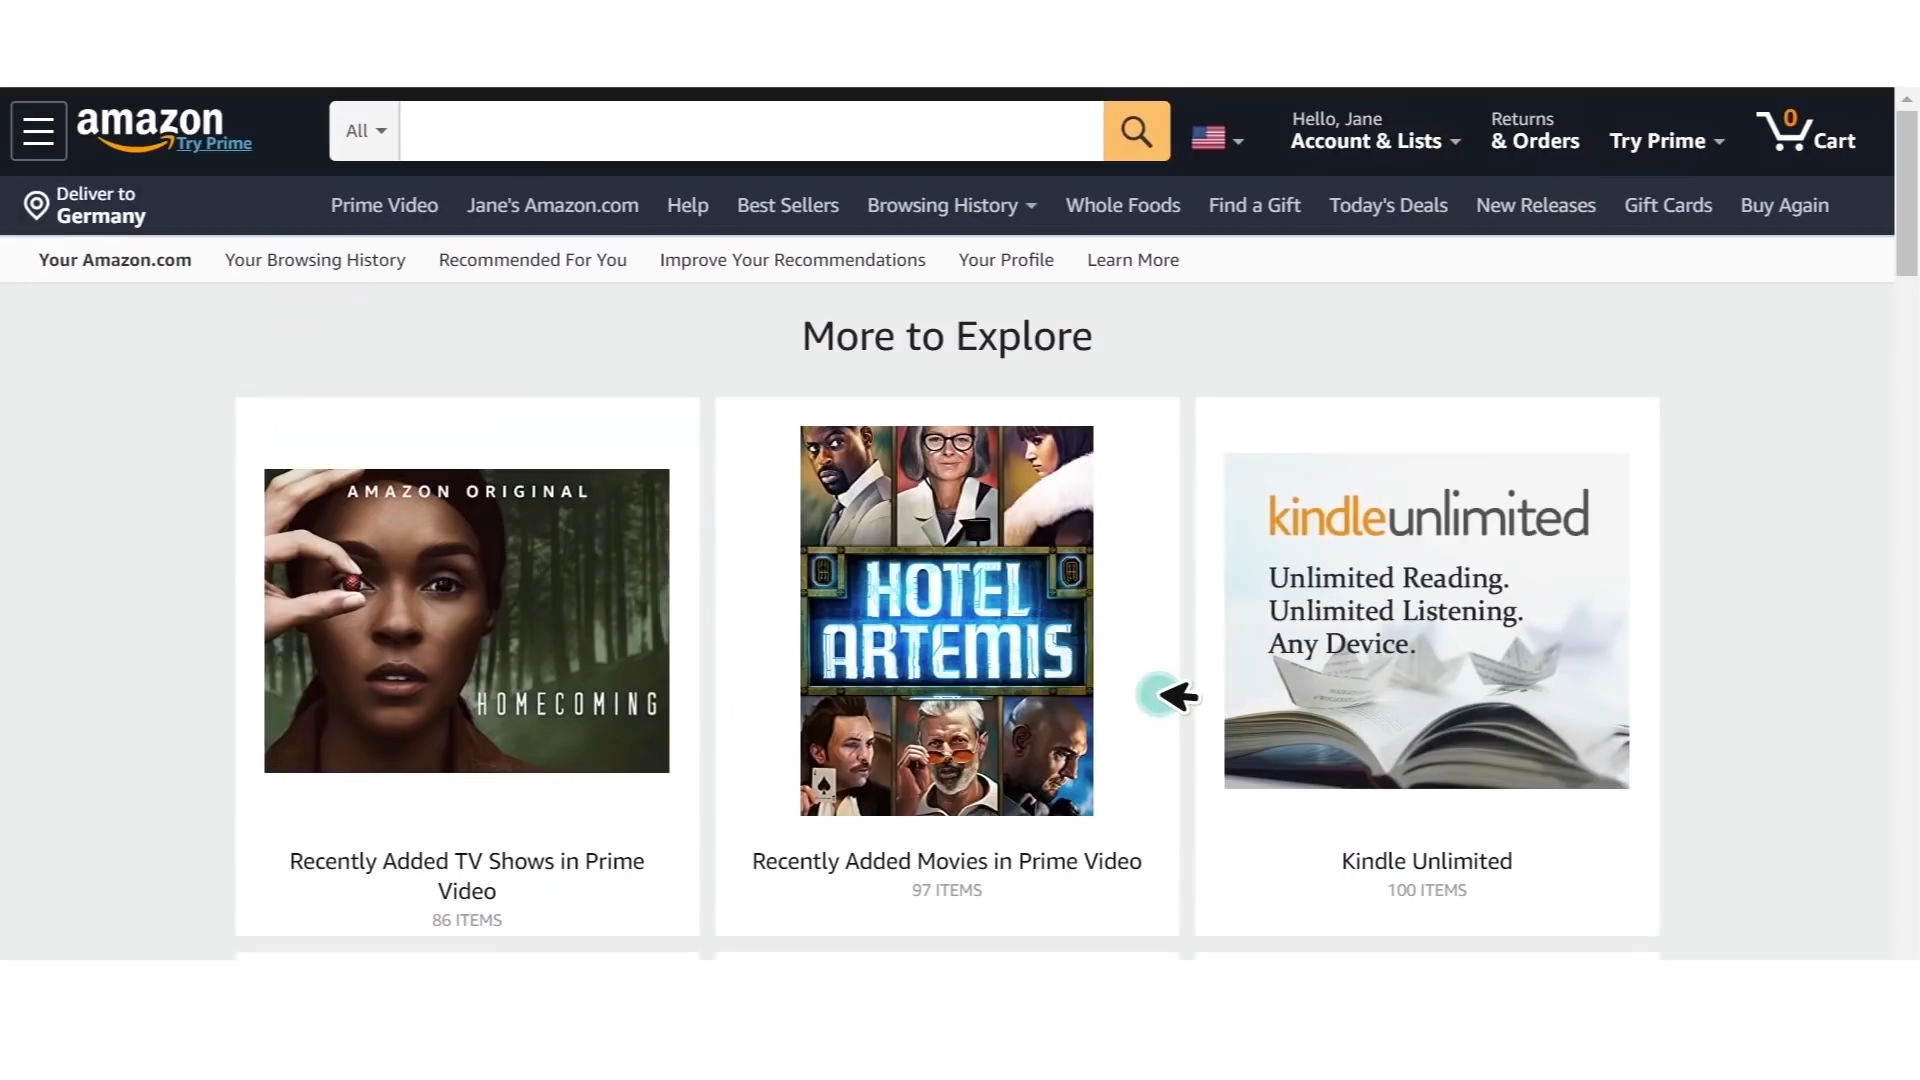 amazon
Try Prime
All
Hello, Jane
Account & Lists
Returns
& Orders
Try Prime
0
Cart
Deliver to
Germany
Prime Video
Jane's Amazon.com
Help
Best Sellers
Browsing History
Whole Foods
Find a Gift
Today's Deals
New Releases
Gift Cards
Buy Again
Your Amazon.com
Your Browsing History
Recommended For You
Improve Your Recommendations
Your Profile
Learn More
More to Explore
AMAZON ORIGINAL
HOMECOMING
Recently Added TV Shows in Prime
Video
86 ITEMS
HOTEL
ARTEMIS
Recently Added Movies in Prime Video
97 ITEMS
kindleunlimited
Unlimited Reading.
Unlimited Listening.
Any Device.
Kindle Unlimited
100 ITEMS